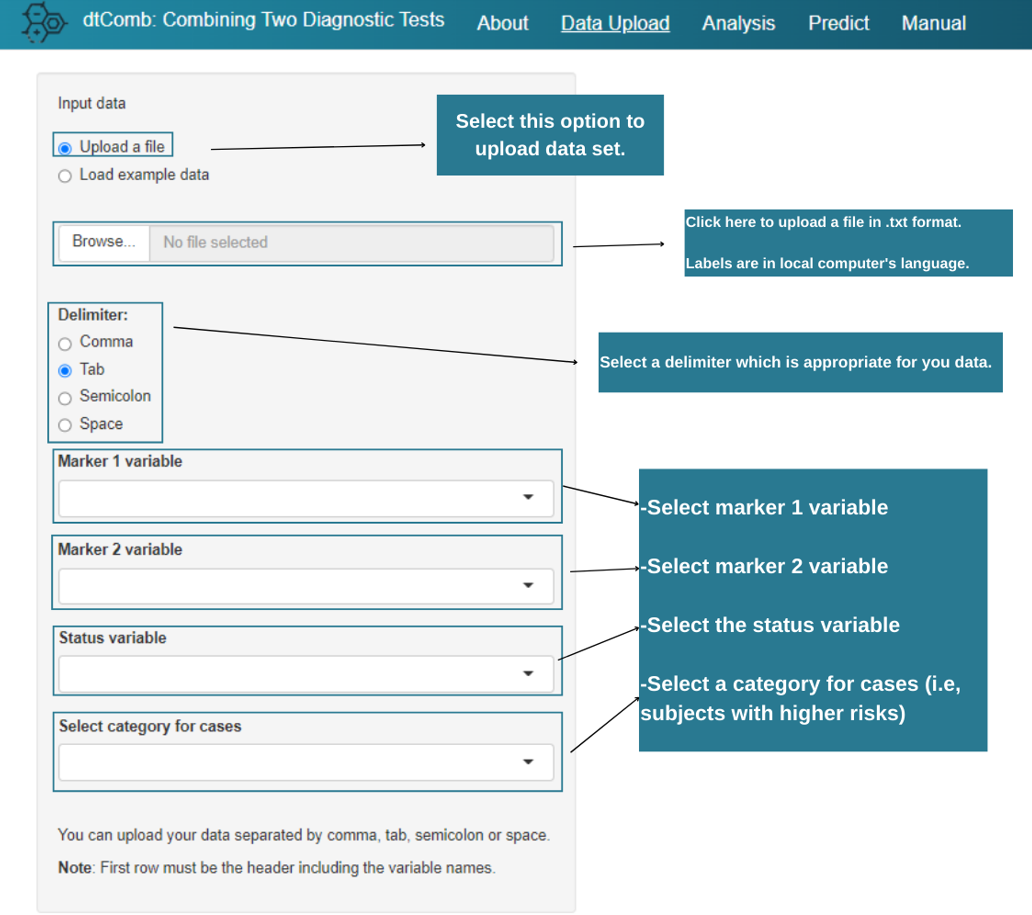 dtComb: Combining Two Diagnostic Tests About Data Upload Analysis Predict Manual
Input data
Upload a file
Load example data
Select this option to
upload data set.
Browse... No file selected
Click here to upload a file in .txt format.
Labels are in local computer's language.
Delimiter:
Comma
Tab
Semicolon
Space
Select a delimiter which is appropriate for you data.
Marker 1 variable
Marker 2 variable
Status variable
Select category for cases
-Select marker 1 variable
-Select marker 2 variable
-Select the status variable
-Select a category for cases (i.e,
subjects with higher risks)
You can upload your data separated by comma, tab, semicolon or space.
Note: First row must be the header including the variable names.